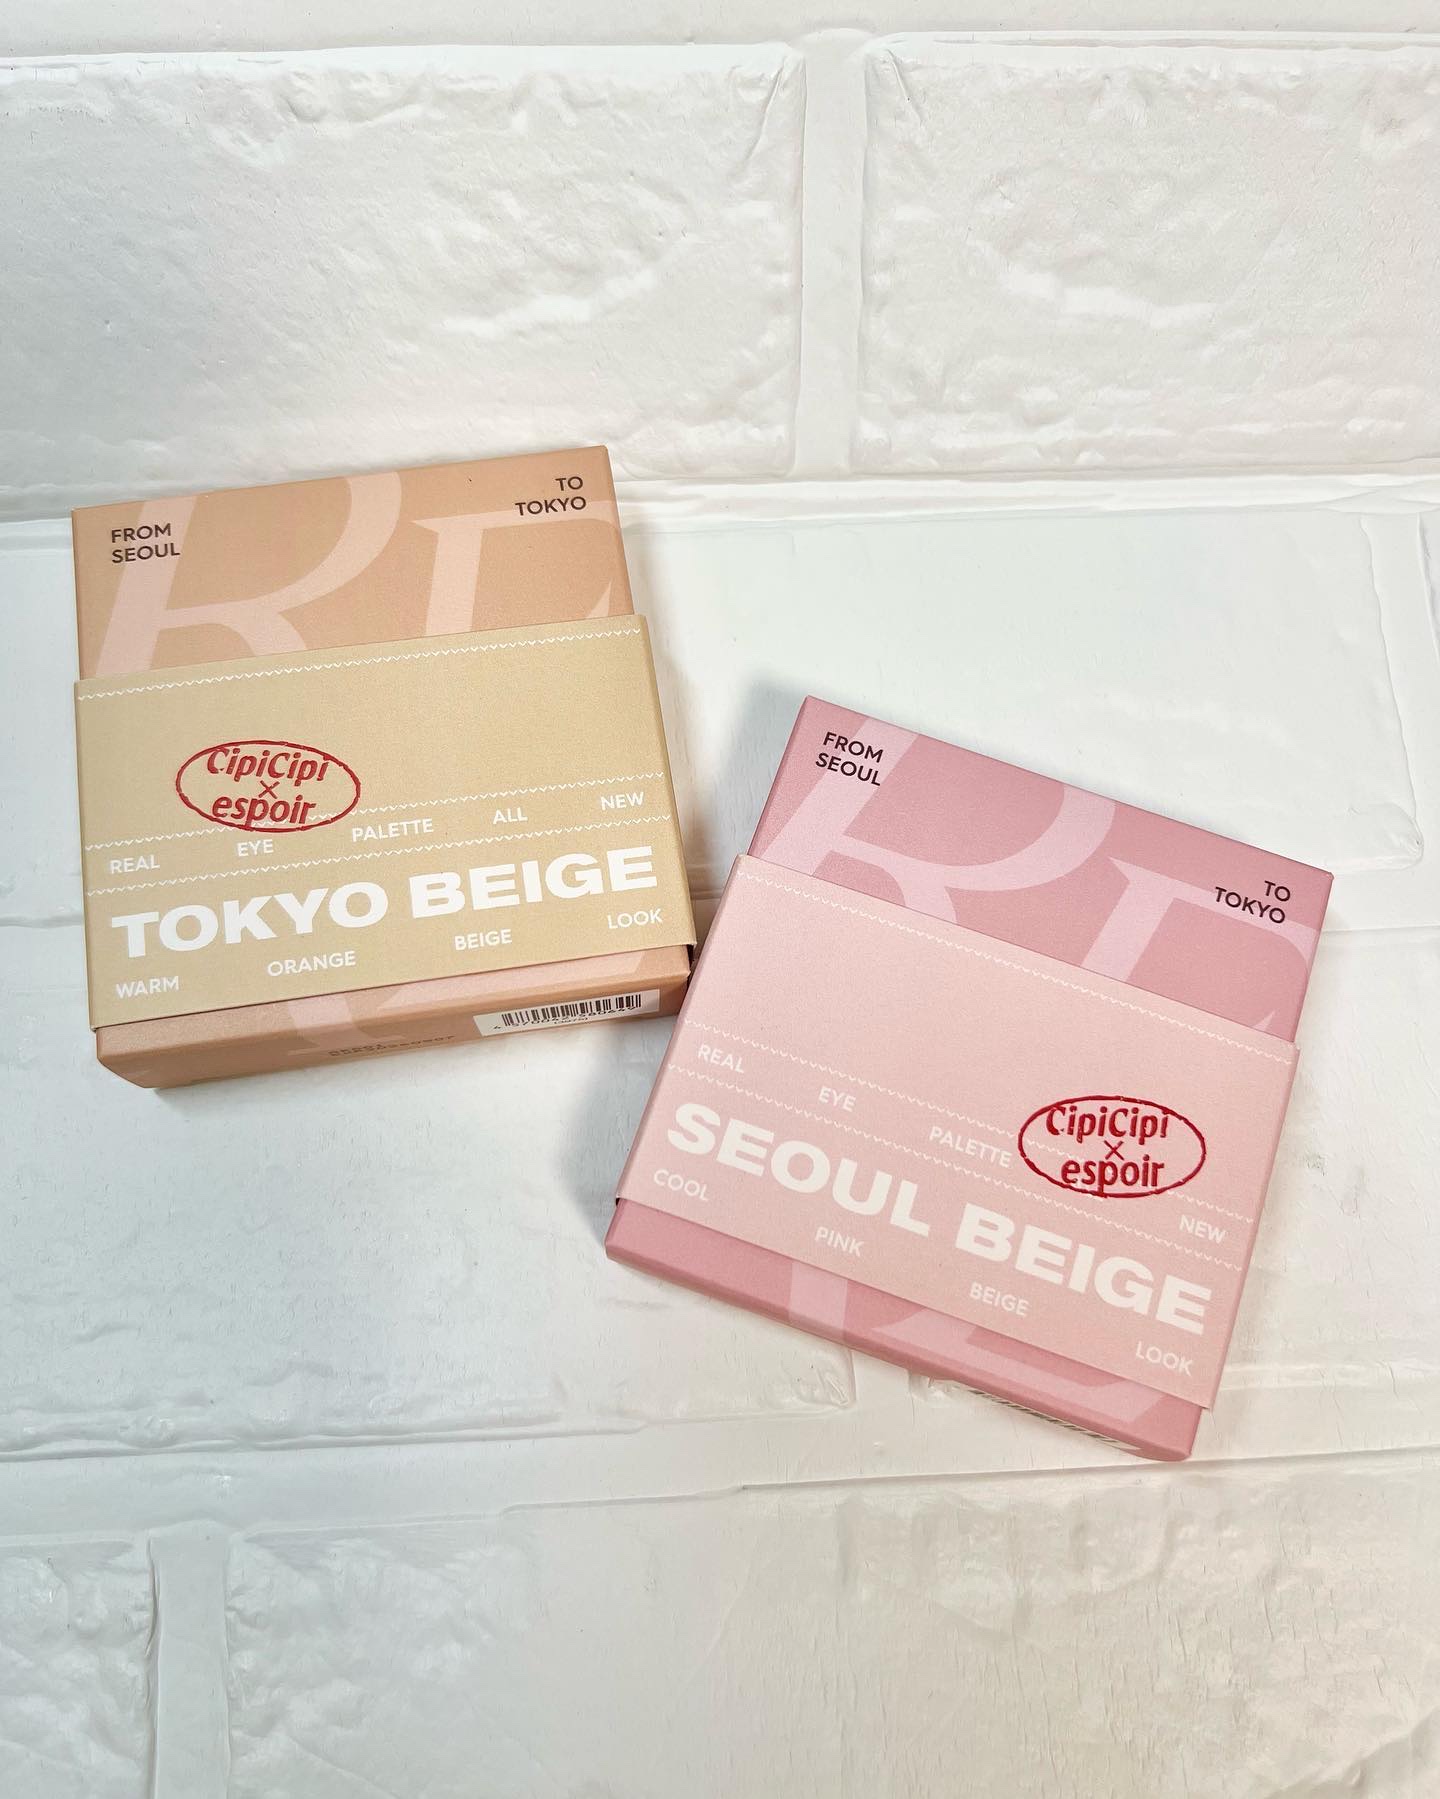 FROM
SEOUL
TO
TOKYO
CipiCipi
×
espoir
REAL EYE PALETTE ALL NEW
TOKYO BEIGE
WARM ORANGE BEIGE LOOK
FROM
SEOUL
TO
TOKYO
REAL EYE PALETTE NEW
CipiCipi
×
espoir
SEOUL BEIGE
COOL PINK BEIGE LOOK